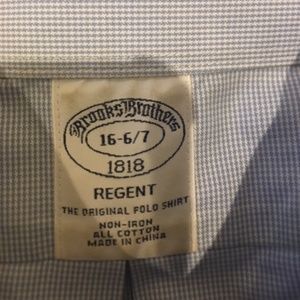 Brooks Brothers
16-6/7
1818
REGENT
THE ORIGINAL POLO SHIRT
NON-IRON
ALL COTTON
MADE IN CHINA